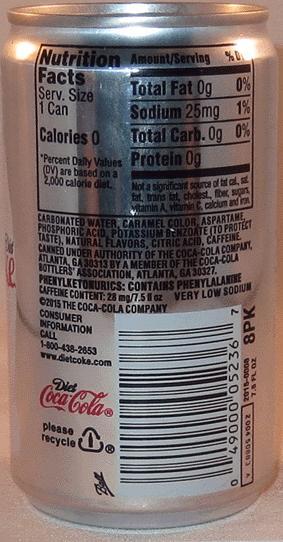 Nutrition Facts
Serv. Size
1 Can
Calories 0
*Percent Daily Values
(DV) are based on a
2,000 calorie diet.
Amount/Serving
Total Fat 0g 0%
Sodium 25mg 1%
Total Carb. 0g 0%
Protein 0g
Not a significant source of fat cal., sat.
fat, trans fat, cholest., fiber, sugars,
vitamin A, vitamin C, calcium and iron.
CARBONATED WATER, CARAMEL COLOR, ASPARTAME,
PHOSPHORIC ACID, POTASSIUM BENZOATE (TO PROTECT
TASTE), NATURAL FLAVORS, CITRIC ACID, CAFFEINE.
CANNED UNDER AUTHORITY OF THE COCA-COLA COMPANY,
ATLANTA, GA 30313 BY A MEMBER OF THE COCA-COLA
BOTTLERS' ASSOCIATION, ATLANTA, GA 30327.
PHENYLKETONURICS: CONTAINS PHENYLALANINE
CAFFEINE CONTENT: 28 mg/7.5 fl oz VERY LOW SODIUM
©2015 THE COCA-COLA COMPANY
CONSUMER
INFORMATION
CALL
1-800-438-2653
www.dietcoke.com
Diet
Coca-Cola®
please
recycle
Ball
0 49000 05236 7
8PK
2015-0008
7.5 FL OZ